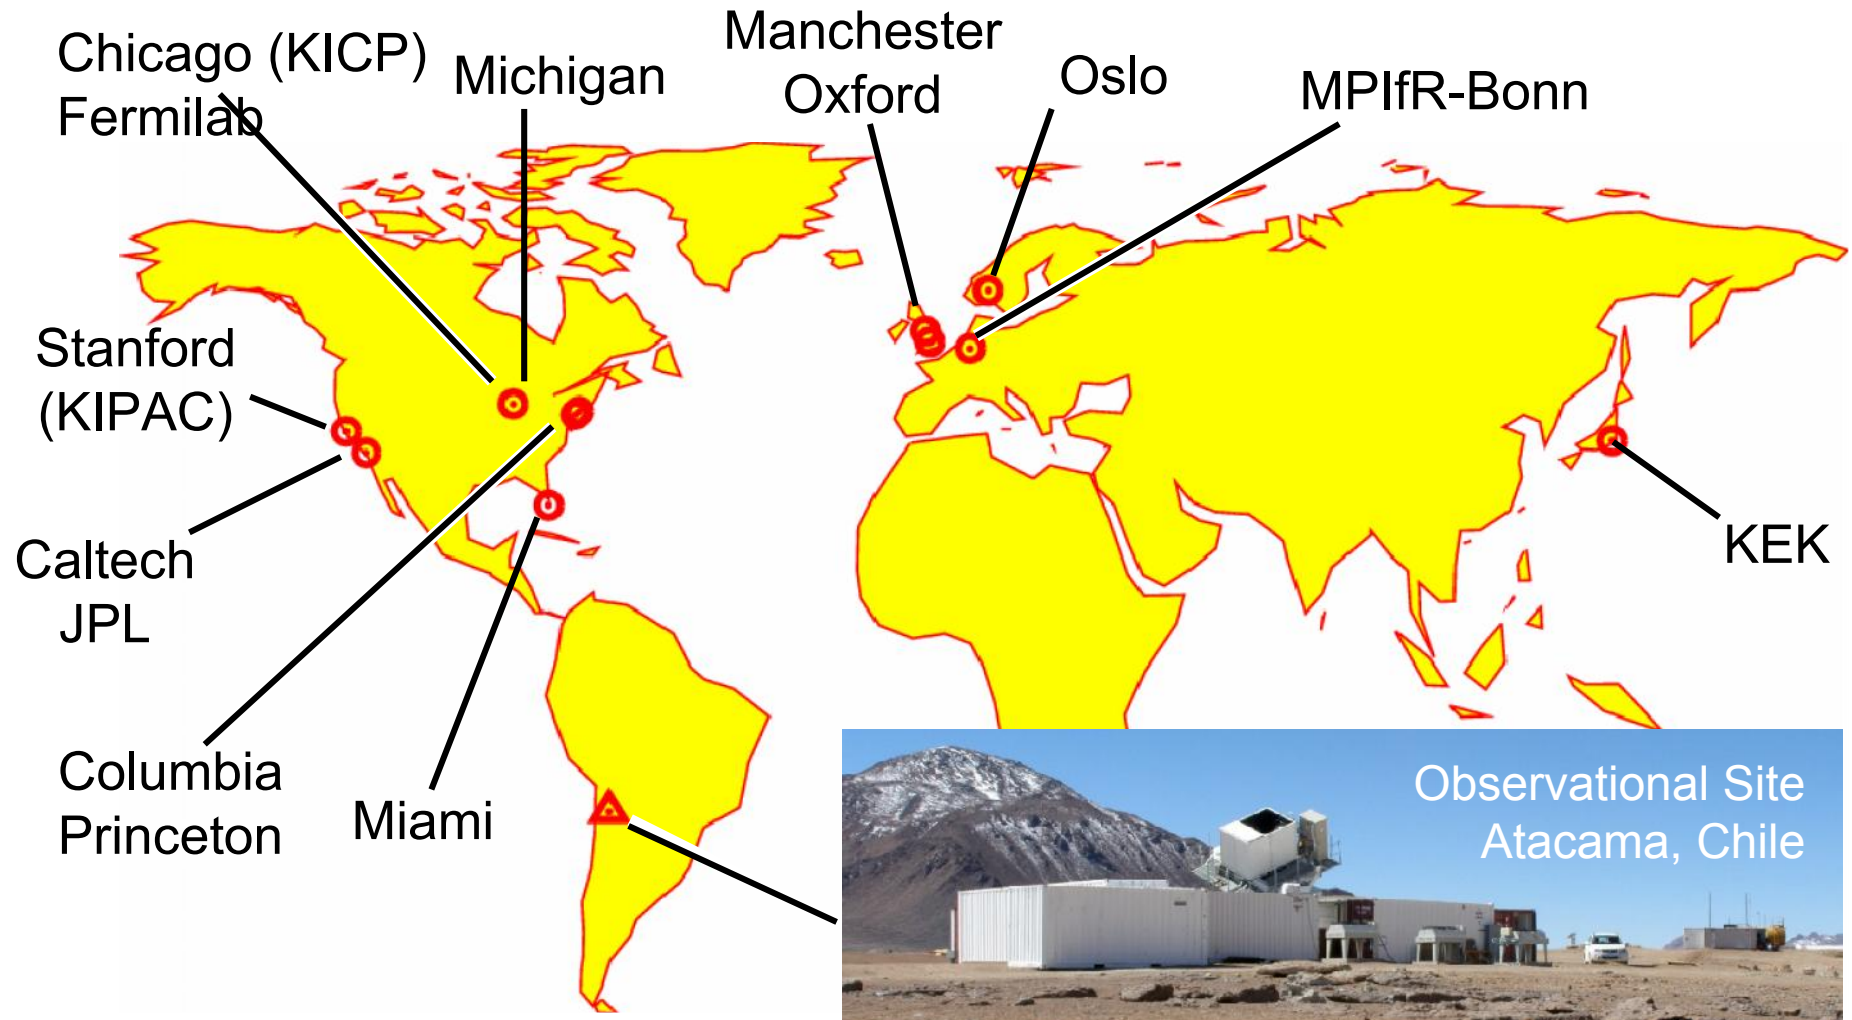 Chicago (KICP)
Fermilab
Michigan
Manchester
Oxford
Oslo
MPIfR-Bonn
Stanford
(KIPAC)
Caltech
JPL
KEK
Columbia
Princeton
Miami
Observational Site
Atacama, Chile